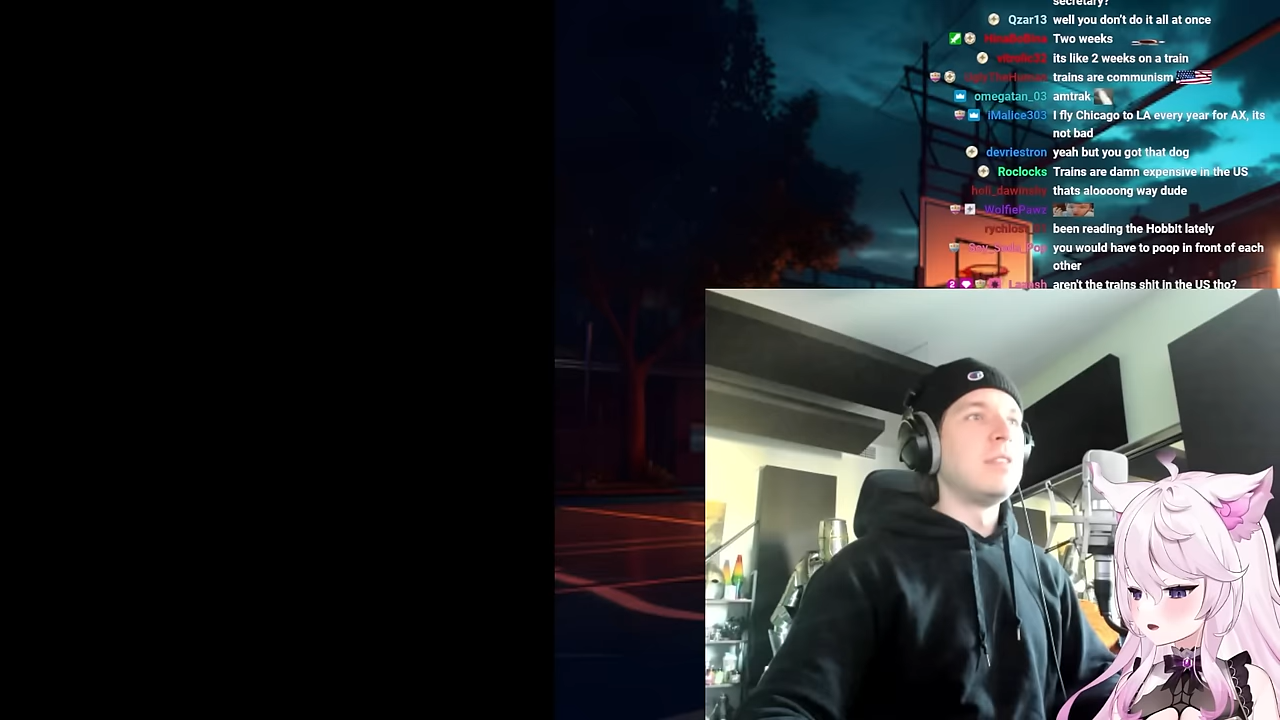 secretary?
Qzar13 well you don't do it all at once
Two weeks
vitrolic32 its like 2 weeks on a train
UglyTheHuman trains are communism
omegatan_03 amtrak
iMalice303 I fly Chicago to LA every year for AX, its
not bad
devriestron yeah but you got that dog
Roclocks Trains are damn expensive in the US
thats aloooong way dude
WolfiePawz
been reading the Hobbit lately
you would have to poop in front of each
other
2 aren't the trains shit in the US tho?